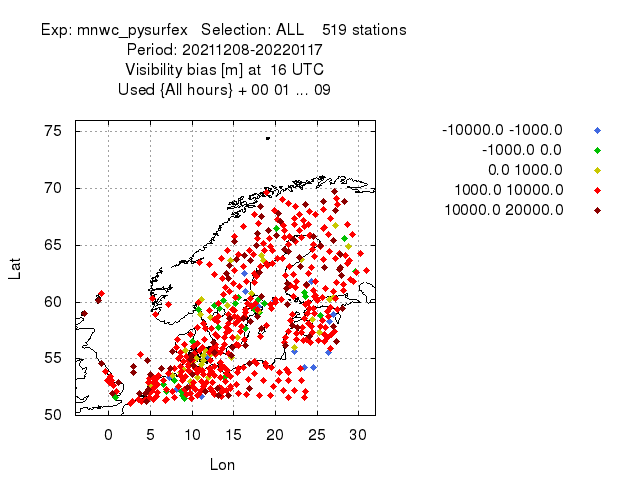 Exp: mnwc_pysurfex Selection: ALL 519 stations
Period: 20211208-20220117
Visibility bias [m] at 16 UTC
Used {All hours} + 00 01 ... 09
-10000.0 -1000.0
-1000.0 0.0
0.0 1000.0
1000.0 10000.0
10000.0 20000.0
75
70
65
60
55
50
Lat
0 5 10 15 20 25 30
Lon